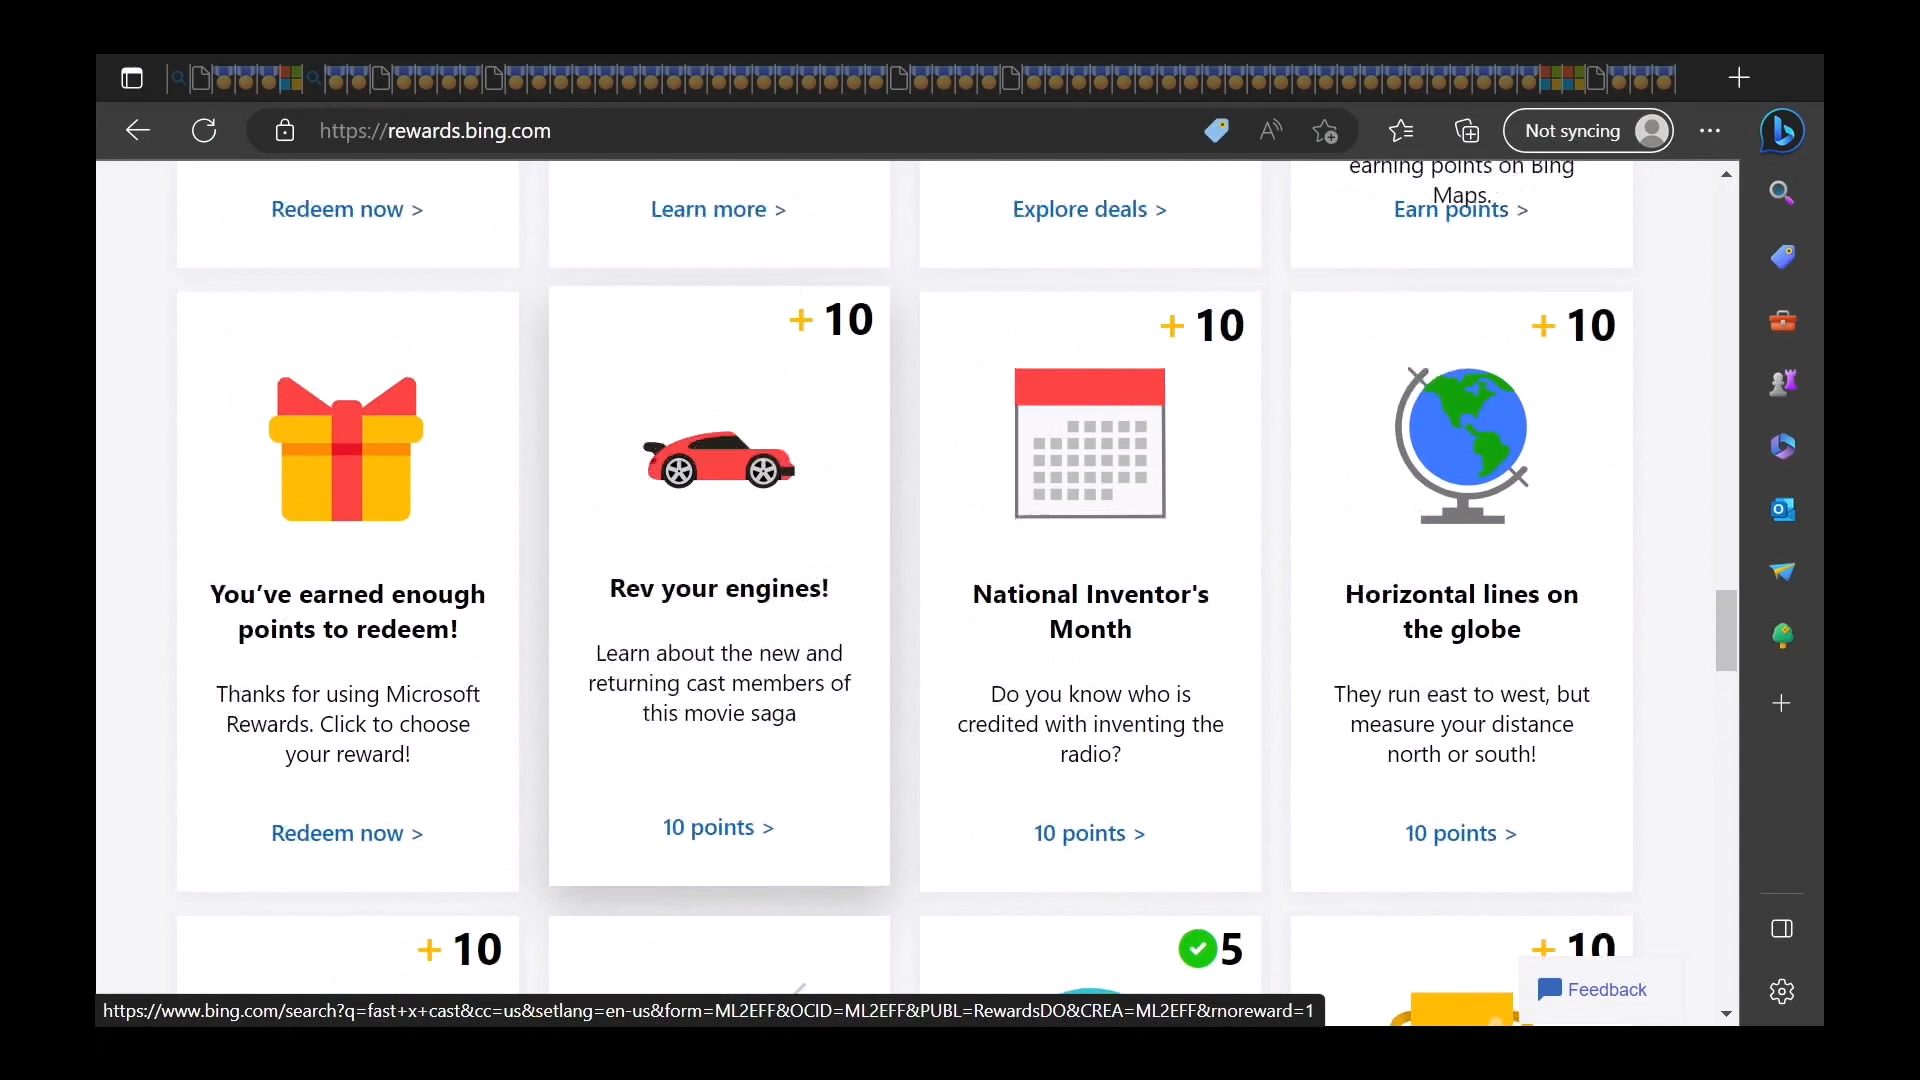 https://rewards.bing.com
Not syncing
earning points on Bing
Maps.
Redeem now >
Learn more >
Explore deals >
Earn points >
+ 10
+ 10
+ 10
You’ve earned enough
points to redeem!
Thanks for using Microsoft
Rewards. Click to choose
your reward!
Redeem now >
Rev your engines!
Learn about the new and
returning cast members of
this movie saga
10 points >
National Inventor's
Month
Do you know who is
credited with inventing the
radio?
10 points >
Horizontal lines on
the globe
They run east to west, but
measure your distance
north or south!
10 points >
+ 10
5
+ 10
Feedback
https://www.bing.com/search?q=fast+x+cast&cc=us&setlang=en-us&form=ML2EFF&OCID=ML2EFF&PUBL=RewardsDO&CREA=ML2EFF&rnoreward=1